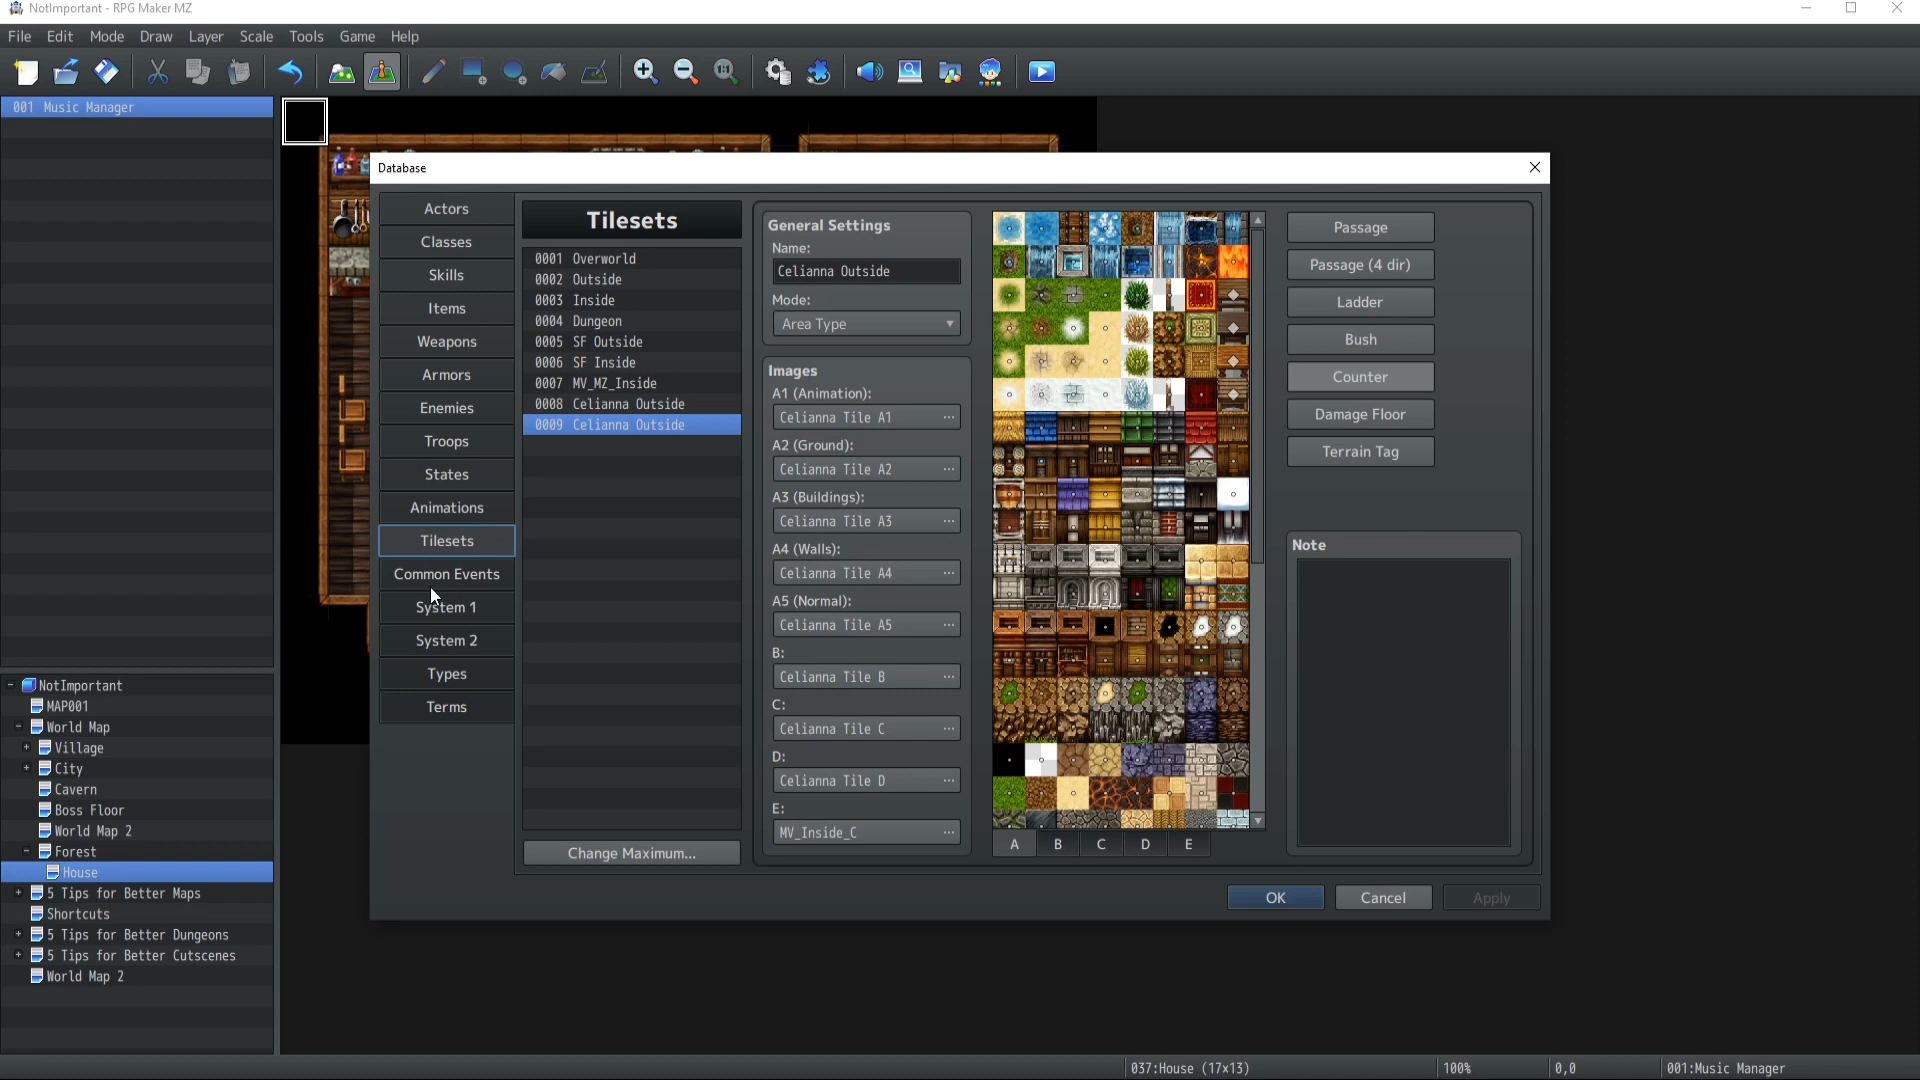 NotImportant - RPG Maker MZ
File Edit Mode Draw Layer Scale Tools Game Help
1:1
001 Music Manager
Database
Actors
Classes
Skills
Items
Weapons
Armors
Enemies
Troops
States
Animations
Tilesets
Common Events
System 1
System 2
Types
Terms
Tilesets
0001 Overworld
0002 Outside
0003 Inside
0004 Dungeon
0005 SF Outside
0006 SF Inside
0007 MV_MZ_Inside
0008 Celianna Outside
0009 Celianna Outside
Change Maximum...
General Settings
Name:
Celianna Outside
Mode:
Area Type
Images
A1 (Animation):
Celianna Tile A1 ...
A2 (Ground):
Celianna Tile A2 ...
A3 (Buildings):
Celianna Tile A3 ...
A4 (Walls):
Celianna Tile A4 ...
A5 (Normal):
Celianna Tile A5 ...
B:
Celianna Tile B ...
C:
Celianna Tile C ...
D:
Celianna Tile D ...
E:
MV_Inside_C ...
A B C D E
Passage
Passage (4 dir)
Ladder
Bush
Counter
Damage Floor
Terrain Tag
Note
OK Cancel Apply
NotImportant
MAP001
World Map
Village
City
Cavern
Boss Floor
World Map 2
Forest
House
5 Tips for Better Maps
Shortcuts
5 Tips for Better Dungeons
5 Tips for Better Cutscenes
World Map 2
037:House (17x13) 100% 0,0 001:Music Manager